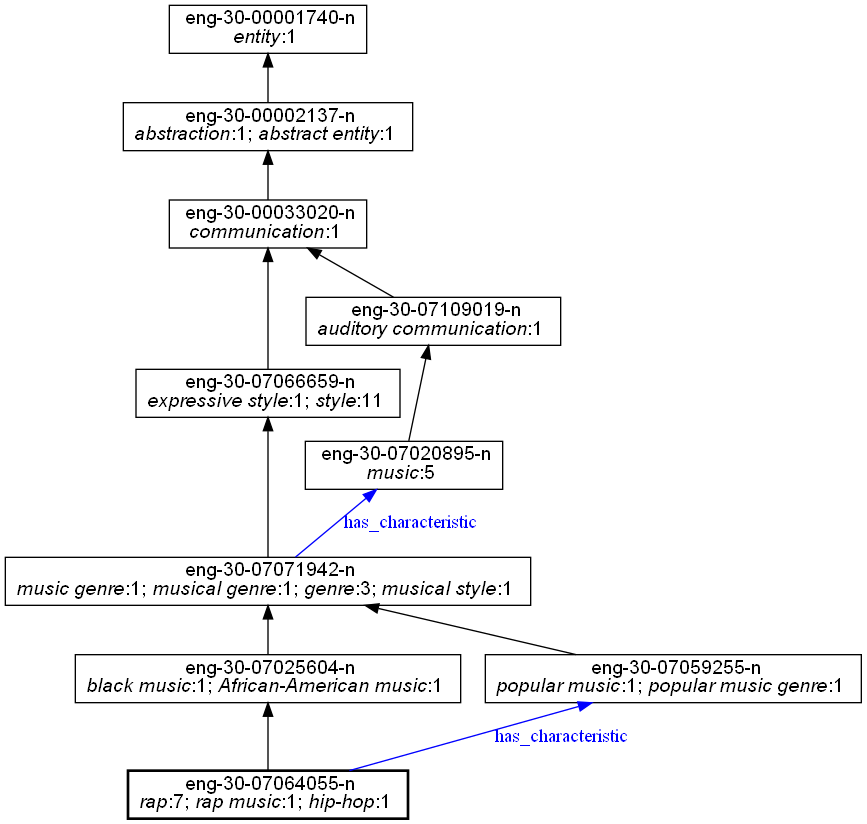 eng-30-00001740-n
entity:1
eng-30-00002137-n
abstraction:1; abstract entity:1
eng-30-00033020-n
communication:1
eng-30-07109019-n
auditory communication:1
eng-30-07066659-n
expressive style:1; style:11
eng-30-07020895-n
music:5
has_characteristic
eng-30-07071942-n
music genre:1; musical genre:1; genre:3; musical style:1
eng-30-07025604-n
black music:1; African-American music:1
eng-30-07059255-n
popular music:1; popular music genre:1
has_characteristic
eng-30-07064055-n
rap:7; rap music:1; hip-hop:1